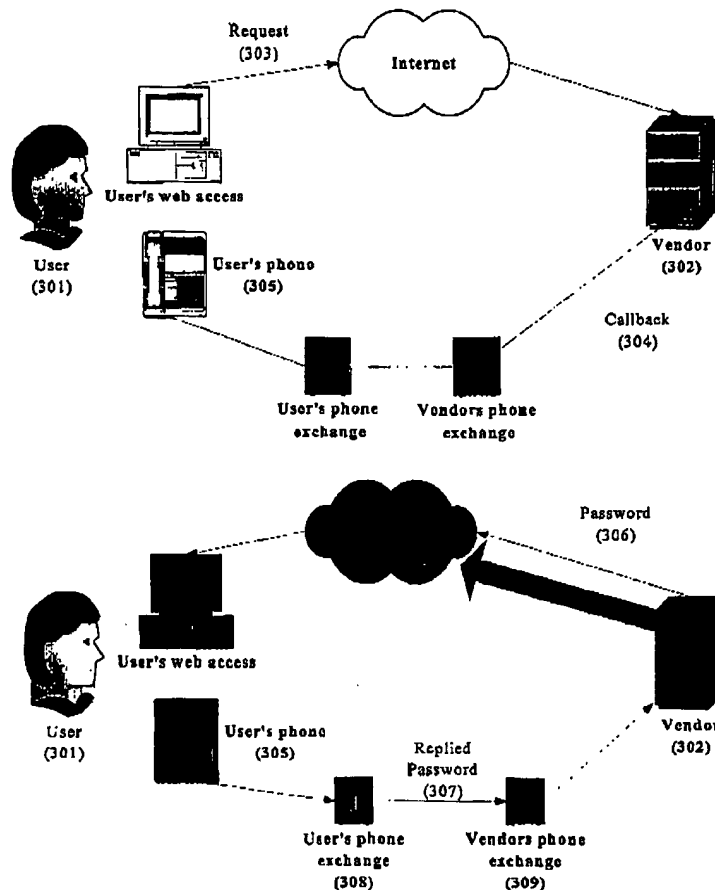 Request
(303)
Internet
User's web access
User
(301)
User's phono
(305)
Vendor
(302)
Callback
(304)
User's phone
exchange
Vendors phone
exchange
Password
(306)
User's web access
User
(301)
User's phono
(305)
Vendor
(302)
Replied
Password
(307)
User's phone
exchange
(308)
Vendors phone
exchange
(309)